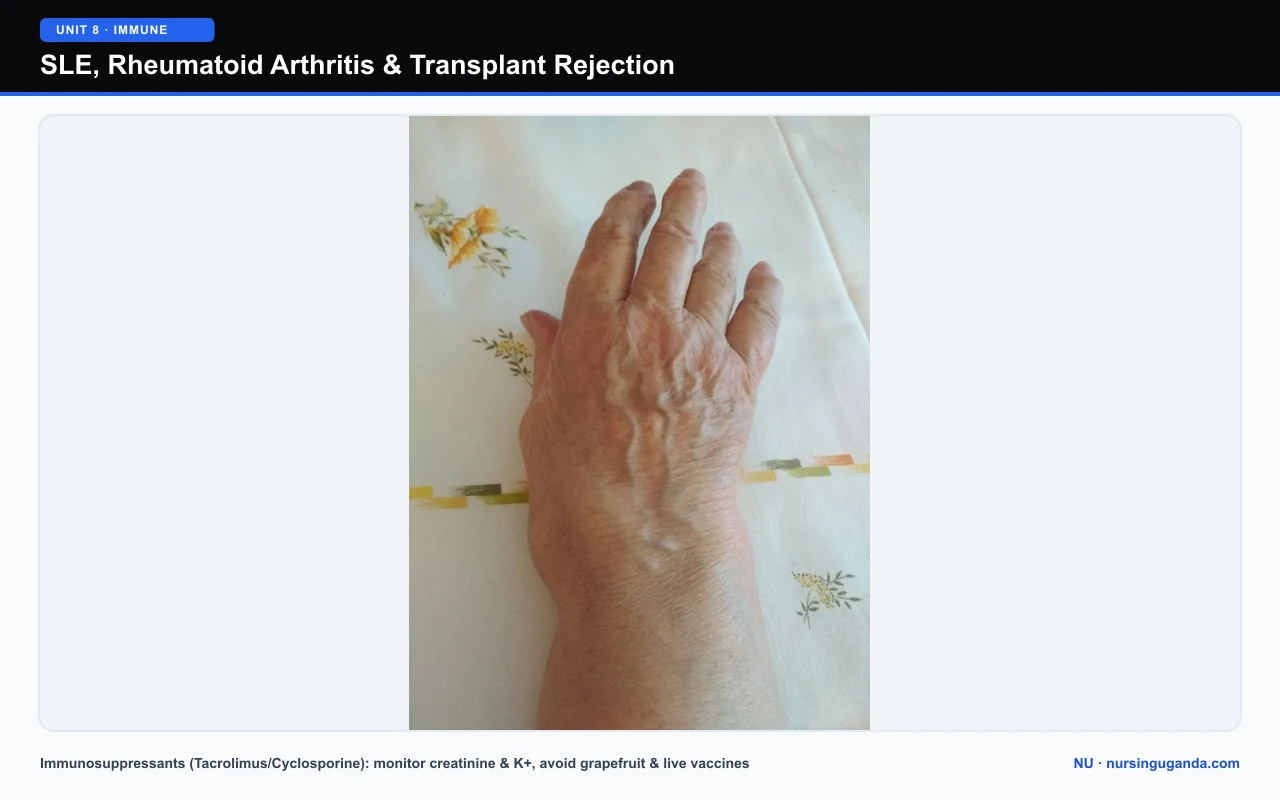 UNIT 8 · IMMUNE
SLE, Rheumatoid Arthritis & Transplant Rejection
Immunosuppressants (Tacrolimus/Cyclosporine): monitor creatinine & K+, avoid grapefruit & live vaccines
NU · nursinguganda.com